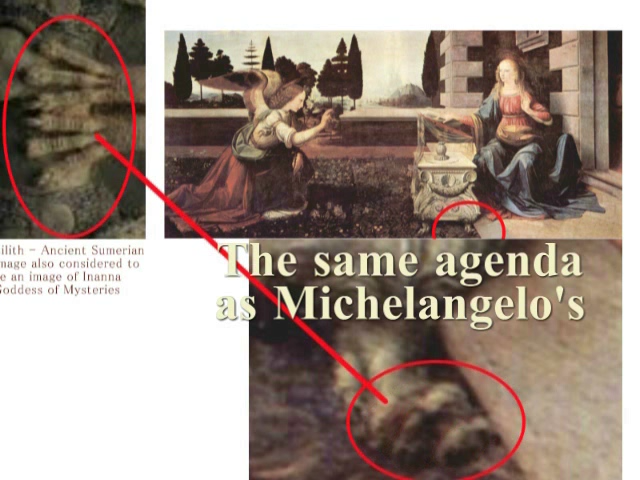 ilith - Ancient Sumerian
mage also considered to
e an image of Inanna
Goddess of Mysteries
The same agenda
as Michelangelo's